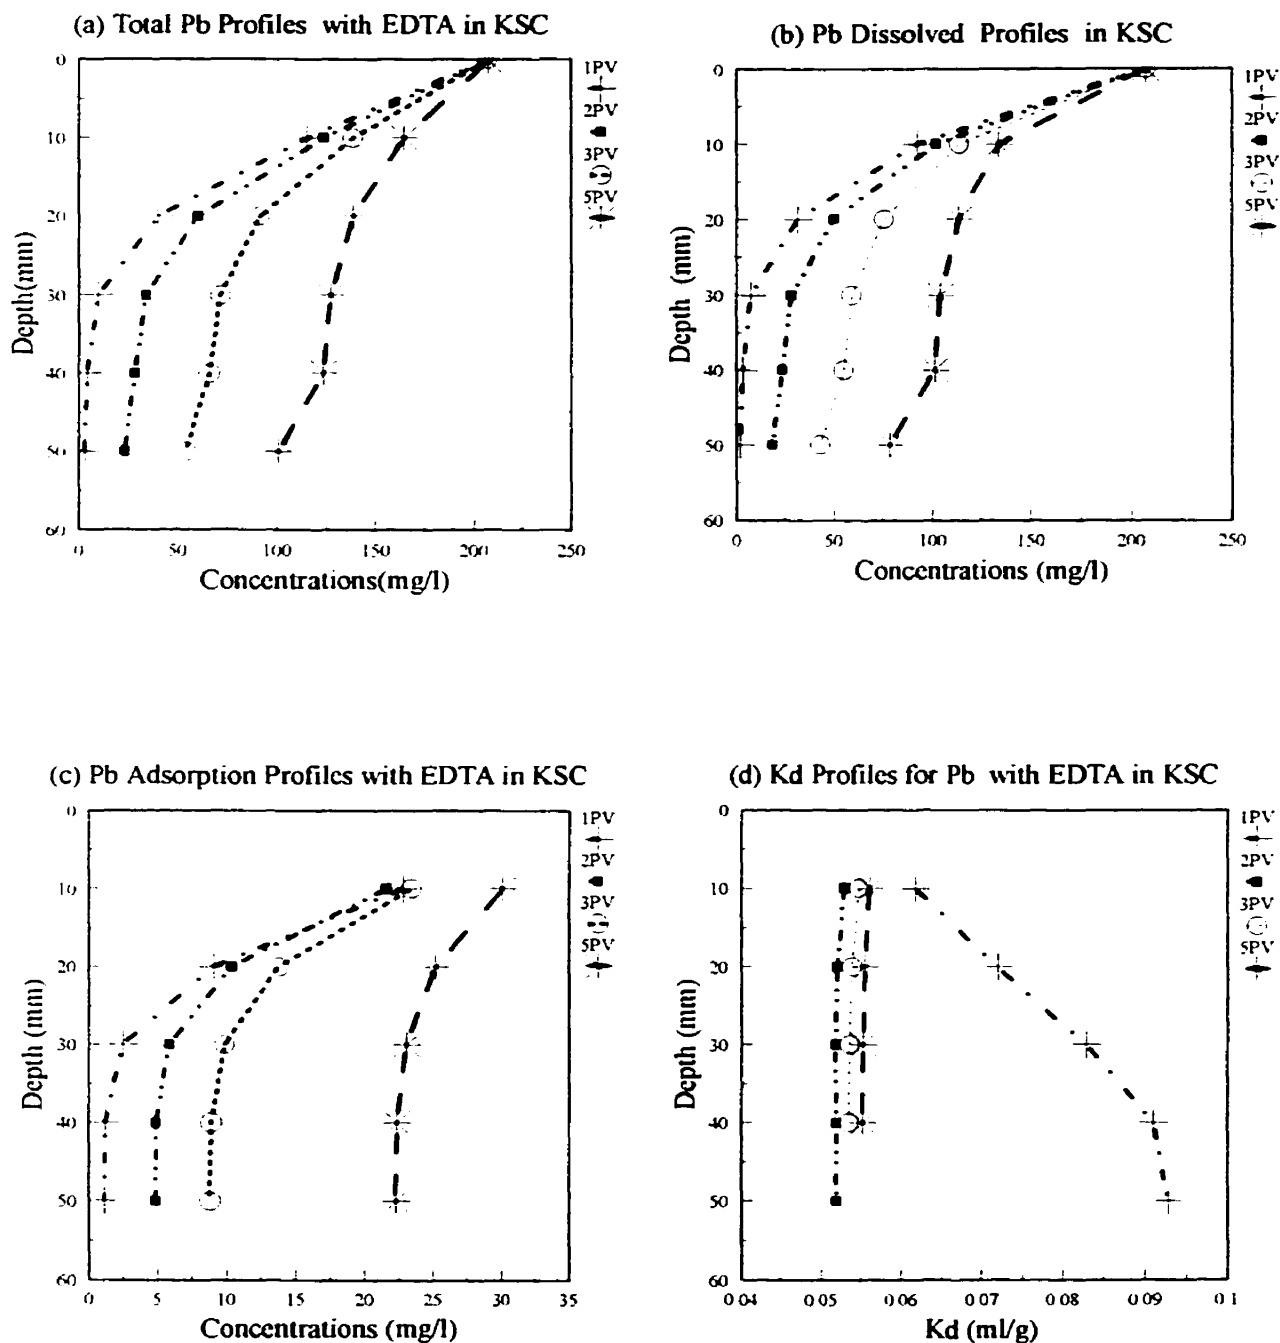 (a) Total Pb Profiles with EDTA in KSC
0
10
20
30
40
50
60
Depth(mm)
0 50 100 150 200 250
Concentrations(mg/l)
1PV
2PV
3PV
5PV
(b) Pb Dissolved Profiles in KSC
0
10
20
30
40
50
60
Depth (mm)
0 50 100 150 200 250
Concentrations (mg/l)
1PV
2PV
3PV
5PV
(c) Pb Adsorption Profiles with EDTA in KSC
0
10
20
30
40
50
60
Depth (mm)
0 5 10 15 20 25 30 35
Concentrations (mg/l)
1PV
2PV
3PV
5PV
(d) Kd Profiles for Pb with EDTA in KSC
0
10
20
30
40
50
60
Depth (mm)
0.04 0.05 0.06 0.07 0.08 0.09 0.1
Kd (ml/g)
1PV
2PV
3PV
5PV